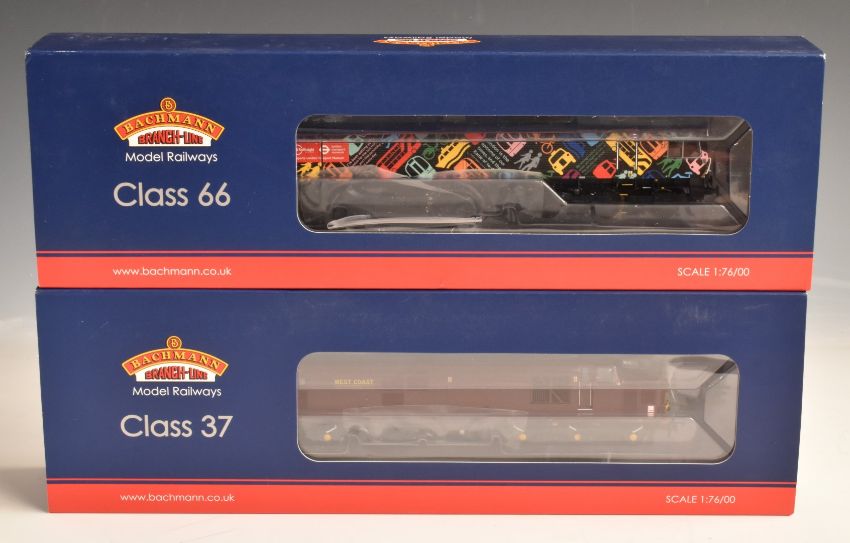 BACHMANN
BRANCH-LINE
Model Railways
Class 66
www.bachmann.co.uk
SCALE 1:76/00
BACHMANN
BRANCH-LINE
Model Railways
Class 37
WEST COAST
www.bachmann.co.uk
SCALE 1:76/00